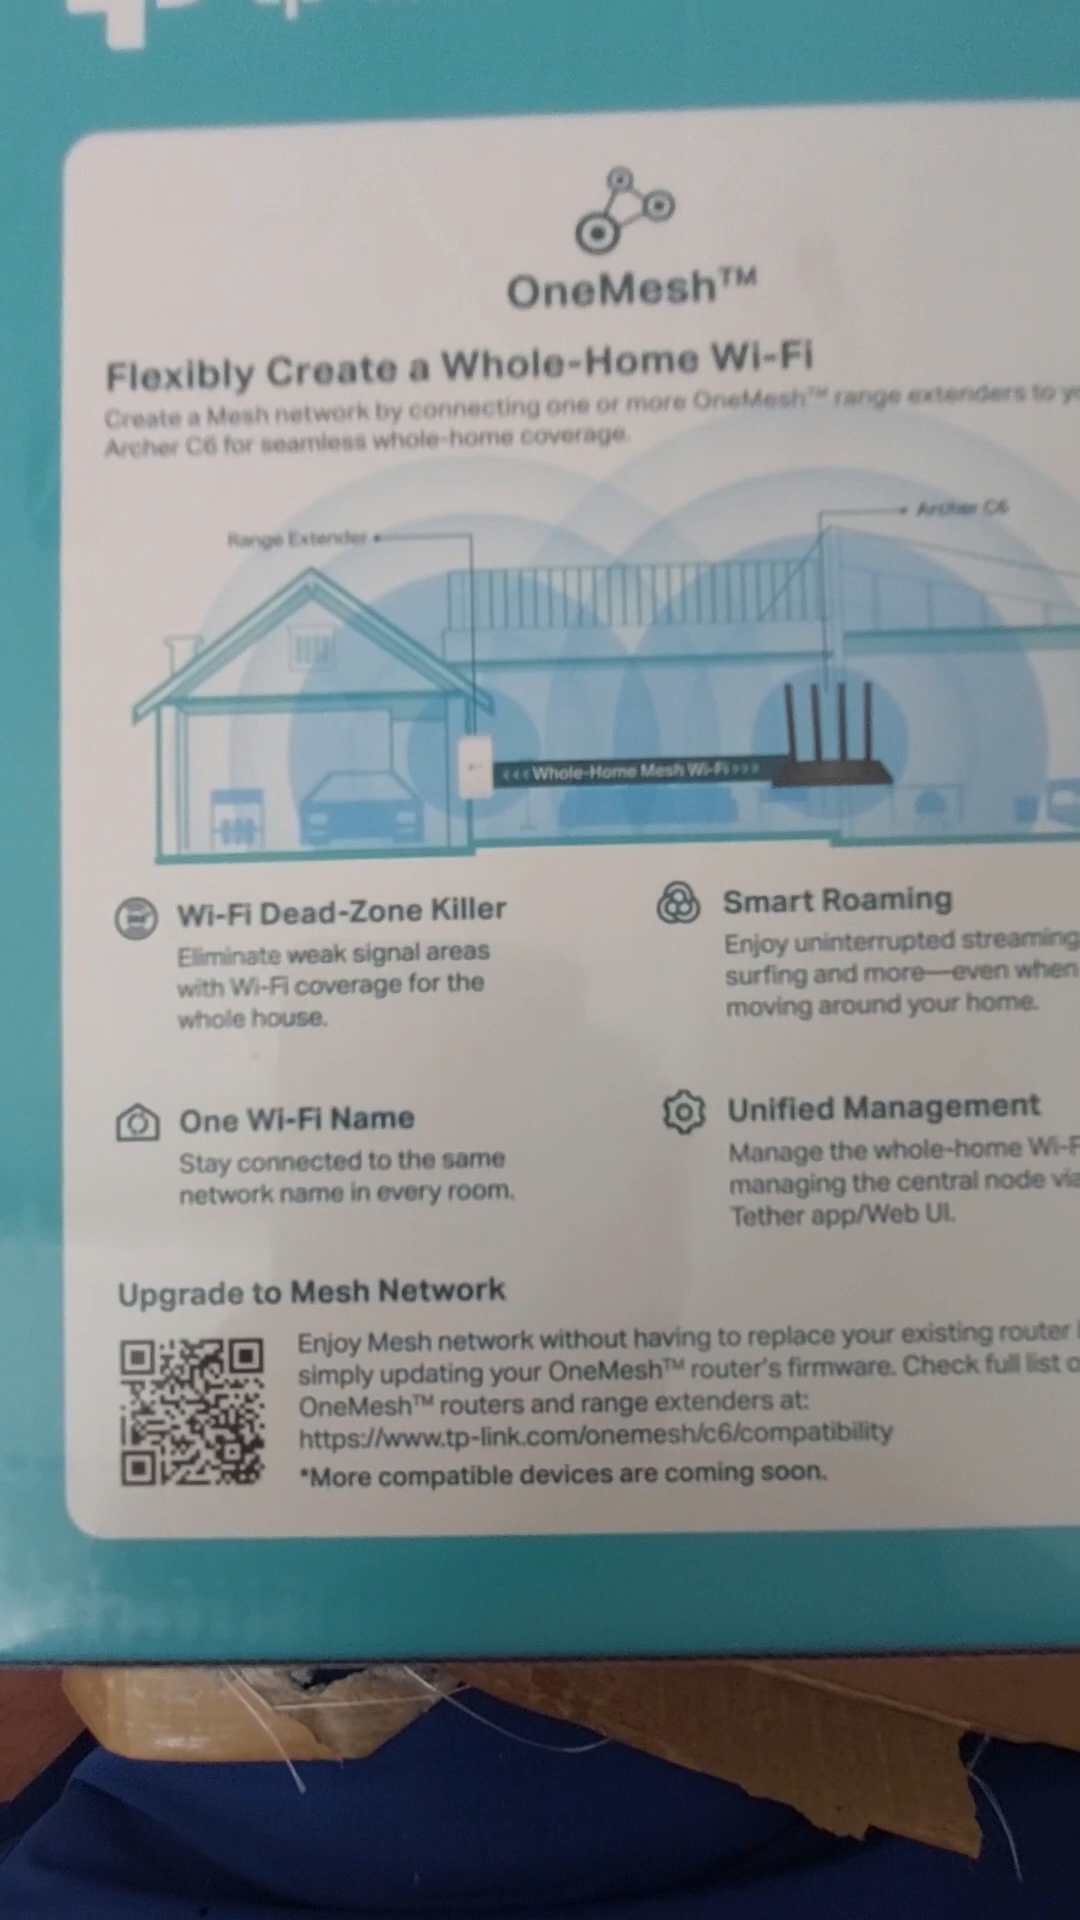 OneMesh™
Flexibly Create a Whole-Home Wi-Fi
Create a Mesh network by connecting one or more OneMesh™ range extenders to
Archer C6 for seamless whole-home coverage.
Range Extender
Archer C6
<<< Whole-Home Mesh Wi-Fi >>>
Wi-Fi Dead-Zone Killer
Eliminate weak signal areas
with Wi-Fi coverage for the
whole house.
Smart Roaming
Enjoy uninterrupted streaming
surfing and more—even when
moving around your home.
One Wi-Fi Name
Stay connected to the same
network name in every room.
Unified Management
Manage the whole-home
managing the central node via
Tether app/Web UI.
Upgrade to Mesh Network
Enjoy Mesh network without having to replace your existing router
simply updating your OneMesh™ router's firmware. Check full list
OneMesh™ routers and range extenders at:
https://www.tp-link.com/onemesh/c6/compatibility
*More compatible devices are coming soon.